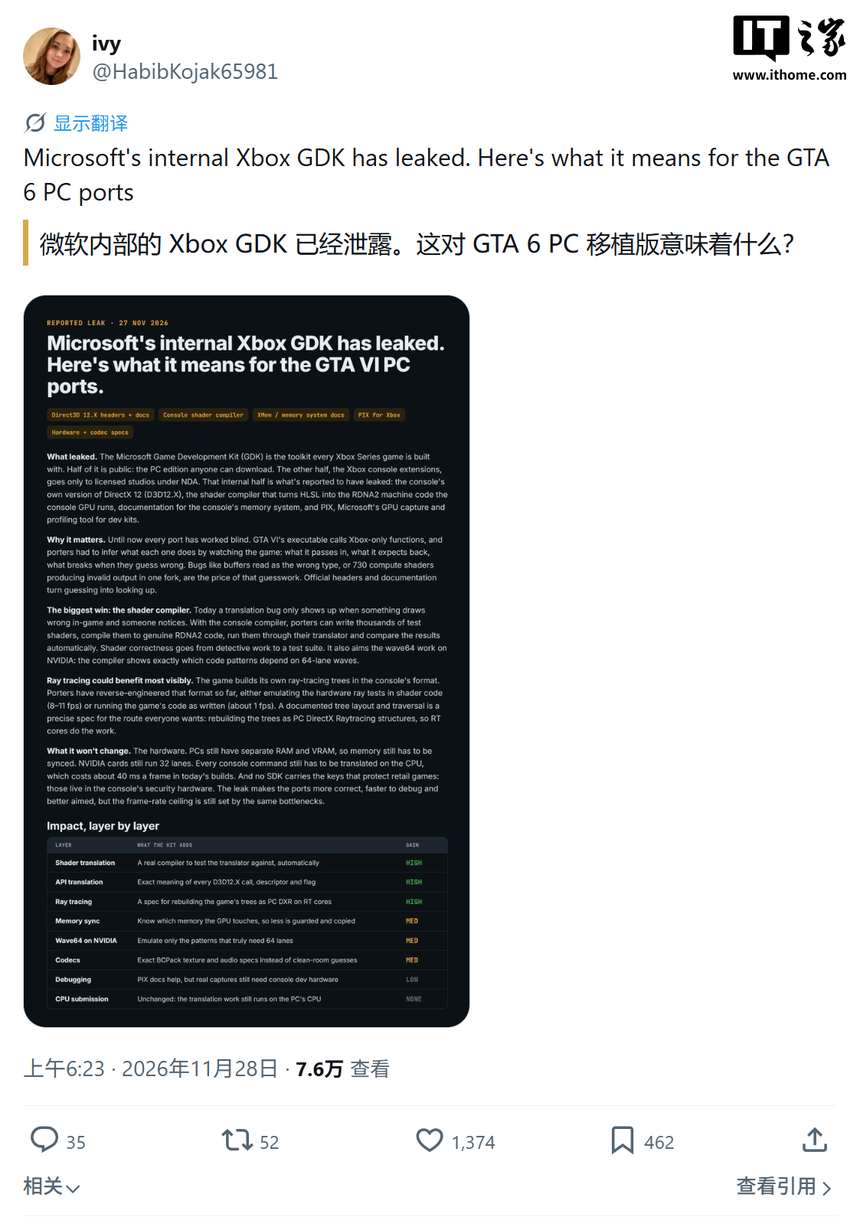 ivy
@HabibKojak65981
IT之家
www.ithome.com
显示翻译
Microsoft's internal Xbox GDK has leaked. Here's what it means for the GTA
6 PC ports
微软内部的 Xbox GDK 已经泄露。这对 GTA 6 PC 移植版意味着什么?
REPORTED LEAK · 27 NOV 2026
Microsoft's internal Xbox GDK has leaked.
Here's what it means for the GTA VI PC
ports.
Direct3D 12.X headers + docs
Console shader compiler
XMem / memory system docs
PIX for Xbox
Hardware + codec specs
What leaked. The Microsoft Game Development Kit (GDK) is the toolkit every Xbox Series game is built
with. Half of it is public: the PC edition anyone can download. The other half, the Xbox console extensions,
goes only to licensed studios under NDA. That internal half is what's reported to have leaked: the console's
own version of DirectX 12 (D3D12.X), the shader compiler that turns HLSL into the RDNA2 machine code the
console GPU runs, documentation for the console's memory system, and PIX, Microsoft's GPU capture and
profiling tool for dev kits.
Why it matters. Until now every port has worked blind. GTA VI's executable calls Xbox-only functions, and
porters had to infer what each one does by watching the game: what it passes in, what it expects back,
what breaks when they guess wrong. Bugs like buffers read as the wrong type, or 730 compute shaders
producing invalid output in one fork, are the price of that guesswork. Official headers and documentation
turn guessing into looking up.
The biggest win: the shader compiler. Today a translation bug only shows up when something draws
wrong in-game and someone notices. With the console compiler, porters can write thousands of test
shaders, compile them to genuine RDNA2 code, run them through their translator and compare the results
automatically. Shader correctness goes from detective work to a test suite. It also aims the wave64 work on
NVIDIA: the compiler shows exactly which code patterns depend on 64-lane waves.
Ray tracing could benefit most visibly. The game builds its own ray-tracing trees in the console's format.
Porters have reverse-engineered that format so far, either emulating the hardware ray tests in shader code
(8–11 fps) or running the game's code as written (about 1 fps). A documented tree layout and traversal is a
precise spec for the route everyone wants: rebuilding the trees as PC DirectX Raytracing structures, so RT
cores do the work.
What it won't change. The hardware. PCs still have separate RAM and VRAM, so memory still has to be
synced. NVIDIA cards still run 32 lanes. Every console command still has to be translated on the CPU,
which costs about 40 ms a frame in today's builds. And no SDK carries the keys that protect retail games:
those live in the console's security hardware. The leak makes the ports more correct, faster to debug and
better aimed, but the frame-rate ceiling is still set by the same bottlenecks.
Impact, layer by layer
LAYER WHAT THE KIT ADDS GAIN
Shader translation A real compiler to test the translator against, automatically HIGH
API translation Exact meaning of every D3D12.X call, descriptor and flag HIGH
Ray tracing A spec for rebuilding the game's trees as PC DXR on RT cores HIGH
Memory sync Know which memory the GPU touches, so less is guarded and copied MED
Wave64 on NVIDIA Emulate only the patterns that truly need 64 lanes MED
Codecs Exact BCPack texture and audio specs instead of clean-room guesses MED
Debugging PIX docs help, but real captures still need console dev hardware LOW
CPU submission Unchanged: the translation work still runs on the PC's CPU NONE
上午6:23 · 2026年11月28日 · 7.6万 查看
35 52 1,374 462
相关
查看引用